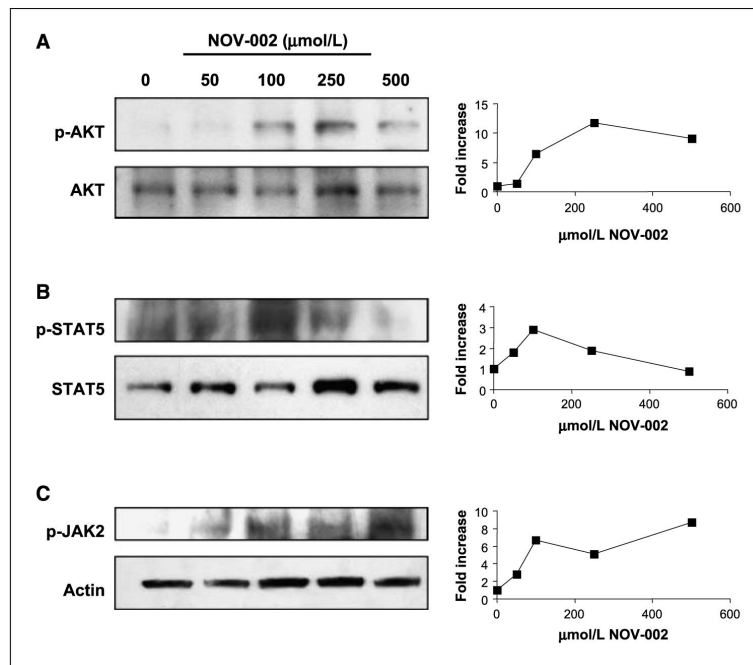 A
NOV-002 (µmol/L)
0 50 100 250 500
p-AKT
AKT
Fold increase
15
10
5
0
0 200 400 600
µmol/L NOV-002
B
p-STAT5
STAT5
Fold increase
4
3
2
1
0
0 200 400 600
µmol/L NOV-002
C
p-JAK2
Actin
Fold increase
10
8
6
4
2
0
0 200 400 600
µmol/L NOV-002